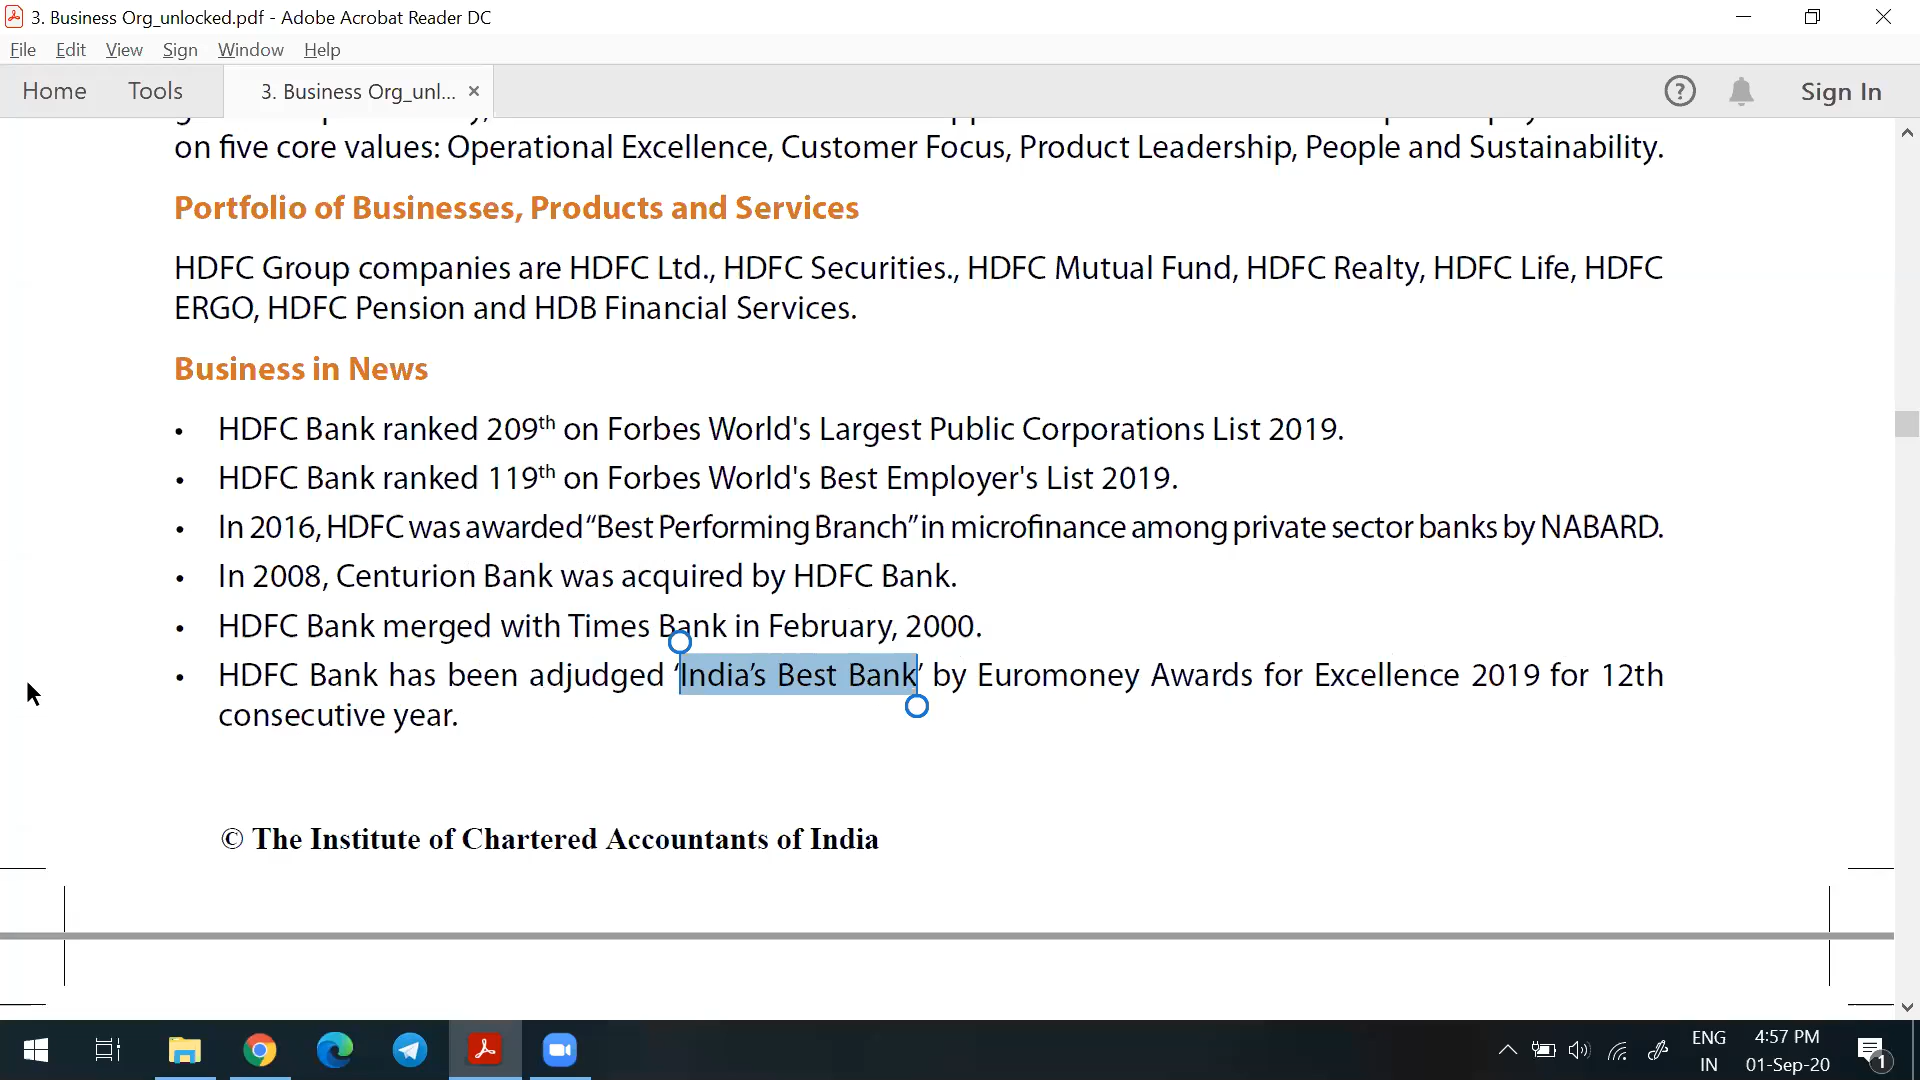 3. Business Org_unlocked.pdf - Adobe Acrobat Reader DC
File Edit View Sign Window Help
Home Tools 3. Business Org_unl... × ? Sign In
on five core values: Operational Excellence, Customer Focus, Product Leadership, People and Sustainability.
Portfolio of Businesses, Products and Services
HDFC Group companies are HDFC Ltd., HDFC Securities., HDFC Mutual Fund, HDFC Realty, HDFC Life, HDFC
ERGO, HDFC Pension and HDB Financial Services.
Business in News
• HDFC Bank ranked 209th on Forbes World's Largest Public Corporations List 2019.
• HDFC Bank ranked 119th on Forbes World's Best Employer's List 2019.
• In 2016, HDFC was awarded “Best Performing Branch” in microfinance among private sector banks by NABARD.
• In 2008, Centurion Bank was acquired by HDFC Bank.
• HDFC Bank merged with Times Bank in February, 2000.
• HDFC Bank has been adjudged ‘India’s Best Bank’ by Euromoney Awards for Excellence 2019 for 12th
consecutive year.
© The Institute of Chartered Accountants of India
ENG 4:57 PM
IN 01-Sep-20 1